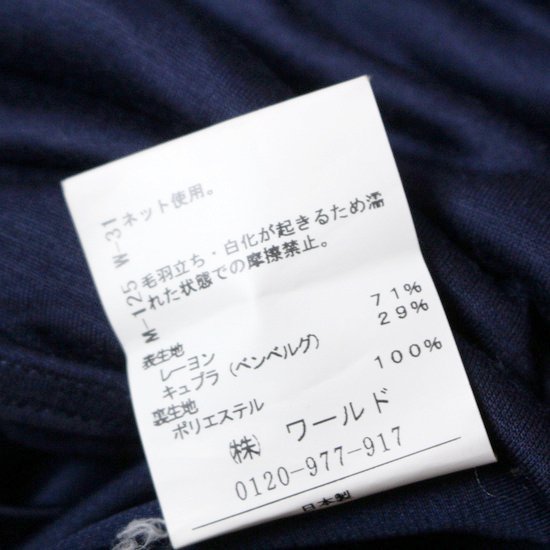 W-31 ネット使用。
M-125 毛羽立ち・白化が起きるため濡
れた状態での摩擦禁止。
表生地
レーヨン 71%
キュプラ(ベンベルグ) 29%
裏生地
ポリエステル 100%
(株) ワールド
0120-977-917
日本製